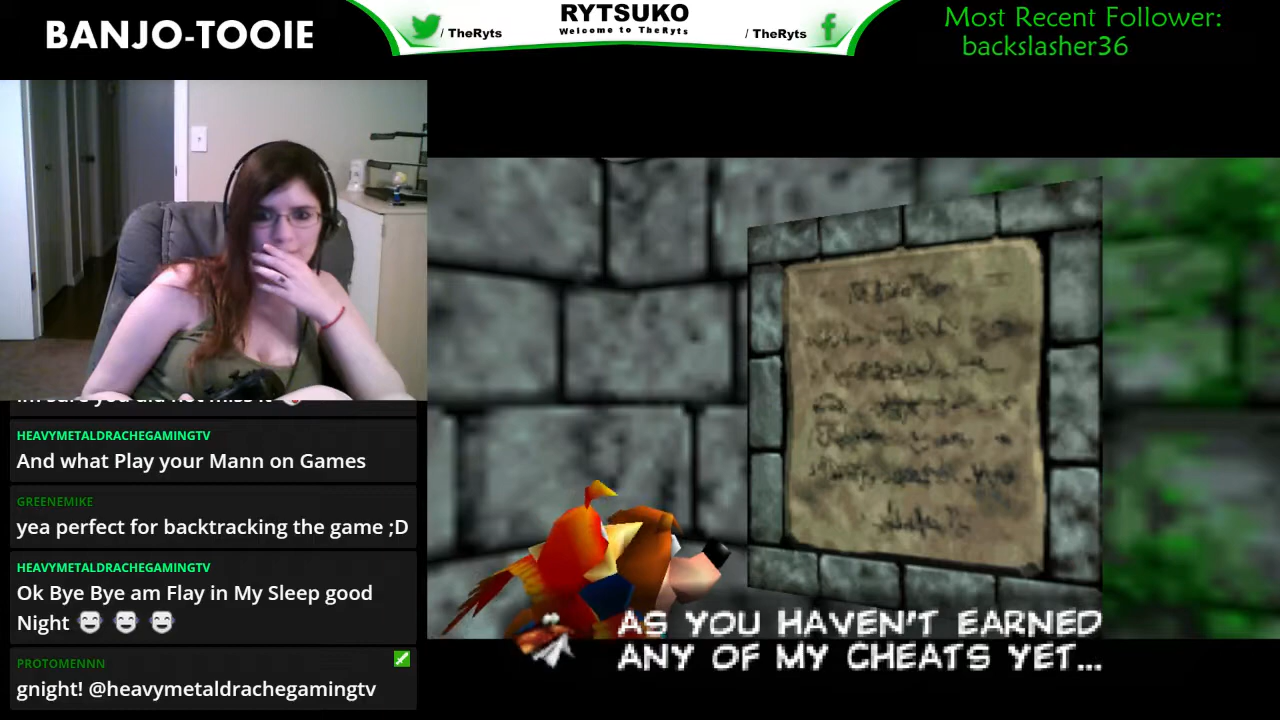 BANJO-TOOIE
/ TheRyts
RYTSUKO
Welcome to TheRyts
/ TheRyts
Most Recent Follower:
backslasher36
HEAVYMETALDRACHEGAMINGTV
And what Play your Mann on Games
GREENEMIKE
yea perfect for backtracking the game ;D
HEAVYMETALDRACHEGAMINGTV
Ok Bye Bye am Flay in My Sleep good
Night
PROTOMENNN
gnight! @heavymetaldrachegamingtv
AS YOU HAVEN'T EARNED
ANY OF MY CHEATS YET...